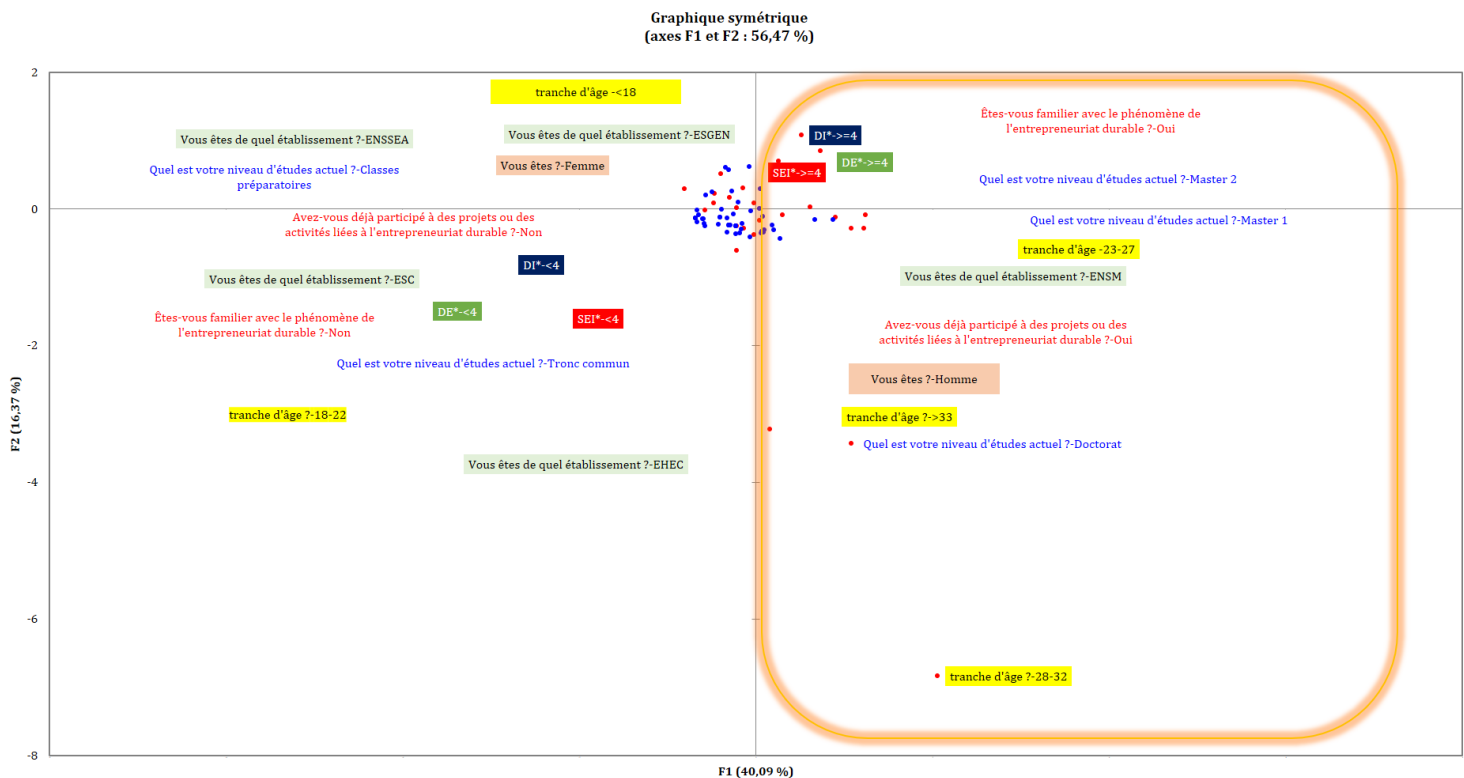 Graphique symétrique
(axes F1 et F2 : 56,47 %)
2
tranche d'âge -<18
Êtes-vous familier avec le phénomène de
l'entrepreneuriat durable ?-Oui
Vous êtes de quel établissement ?-ENSSEA
Vous êtes de quel établissement ?-ESGEN
DI*->=4
Quel est votre niveau d'études actuel ?-Classes
préparatoires
Vous êtes ?-Femme
SEI*->=4
DE*->=4
Quel est votre niveau d'études actuel ?-Master 2
0
Avez-vous déjà participé à des projets ou des
activités liées à l'entrepreneuriat durable ?-Non
Quel est votre niveau d'études actuel ?-Master 1
tranche d'âge -23-27
DI*-<4
Vous êtes de quel établissement ?-ESC
Vous êtes de quel établissement ?-ENSM
DE*-<4
SEI*-<4
Êtes-vous familier avec le phénomène de
l'entrepreneuriat durable ?-Non
Avez-vous déjà participé à des projets ou des
activités liées à l'entrepreneuriat durable ?-Oui
-2
Quel est votre niveau d'études actuel ?-Tronc commun
Vous êtes ?-Homme
tranche d'âge ?-18-22
tranche d'âge ?->33
Quel est votre niveau d'études actuel ?-Doctorat
Vous êtes de quel établissement ?-EHEC
-4
-6
tranche d'âge ?-28-32
-8
F2 (16,37 %)
F1 (40,09 %)